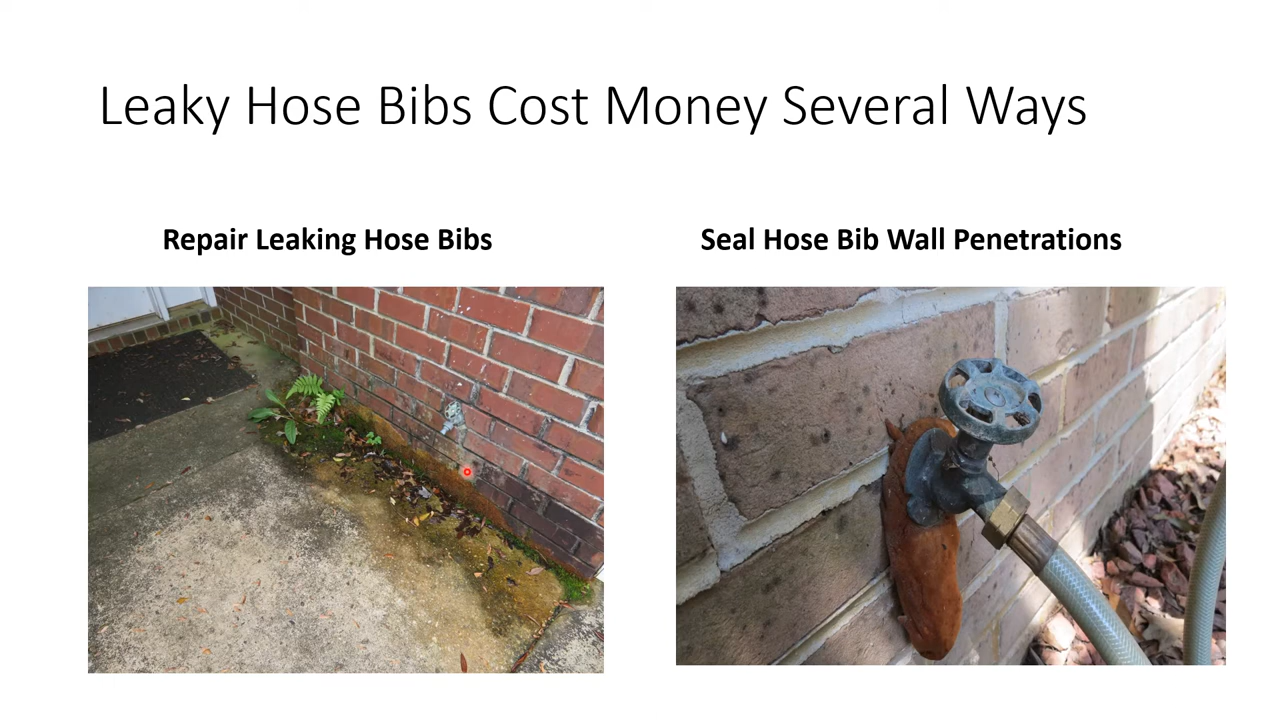 Leaky Hose Bibs Cost Money Several Ways
Repair Leaking Hose Bibs
Seal Hose Bib Wall Penetrations